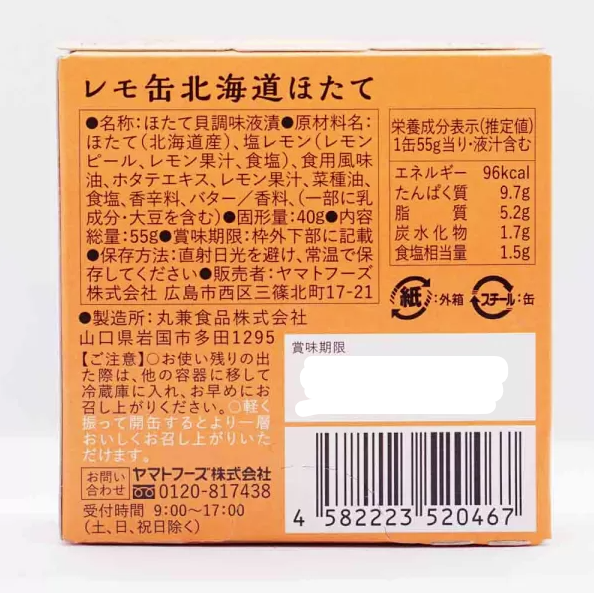 レモ缶北海道ほたて
●名称:ほたて貝調味液漬●原材料名:
ほたて(北海道産)、塩レモン(レモン
ピール、レモン果汁、食塩)、食用風味
油、ホタテエキス、レモン果汁、菜種油、
食塩、香辛料、バター／香料、(一部に乳
成分・大豆を含む)●固形量:40g●内容
総量:55g●賞味期限:枠外下部に記載
●保存方法:直射日光を避け、常温で保
存してください●販売者:ヤマトフーズ
株式会社 広島市西区三篠北町17-21
●製造所:丸兼食品株式会社
山口県岩国市多田1295
【ご注意】○お使い残りの出
た際は、他の容器に移して
冷蔵庫に入れ、お早めにお
召し上がりください。○軽く
振って開缶するとより一層
おいしくお召し上がりいた
だけます。
お問い
合わせ
ヤマトフーズ株式会社
0120-817438
受付時間 9:00〜17:00
(土、日、祝日除く)
栄養成分表示(推定値)
1缶55g当り・液汁含む
エネルギー 96kcal
たんぱく質 9.7g
脂質 5.2g
炭水化物 1.7g
食塩相当量 1.5g
紙:外箱 スチール:缶
賞味期限
4 582223 520467